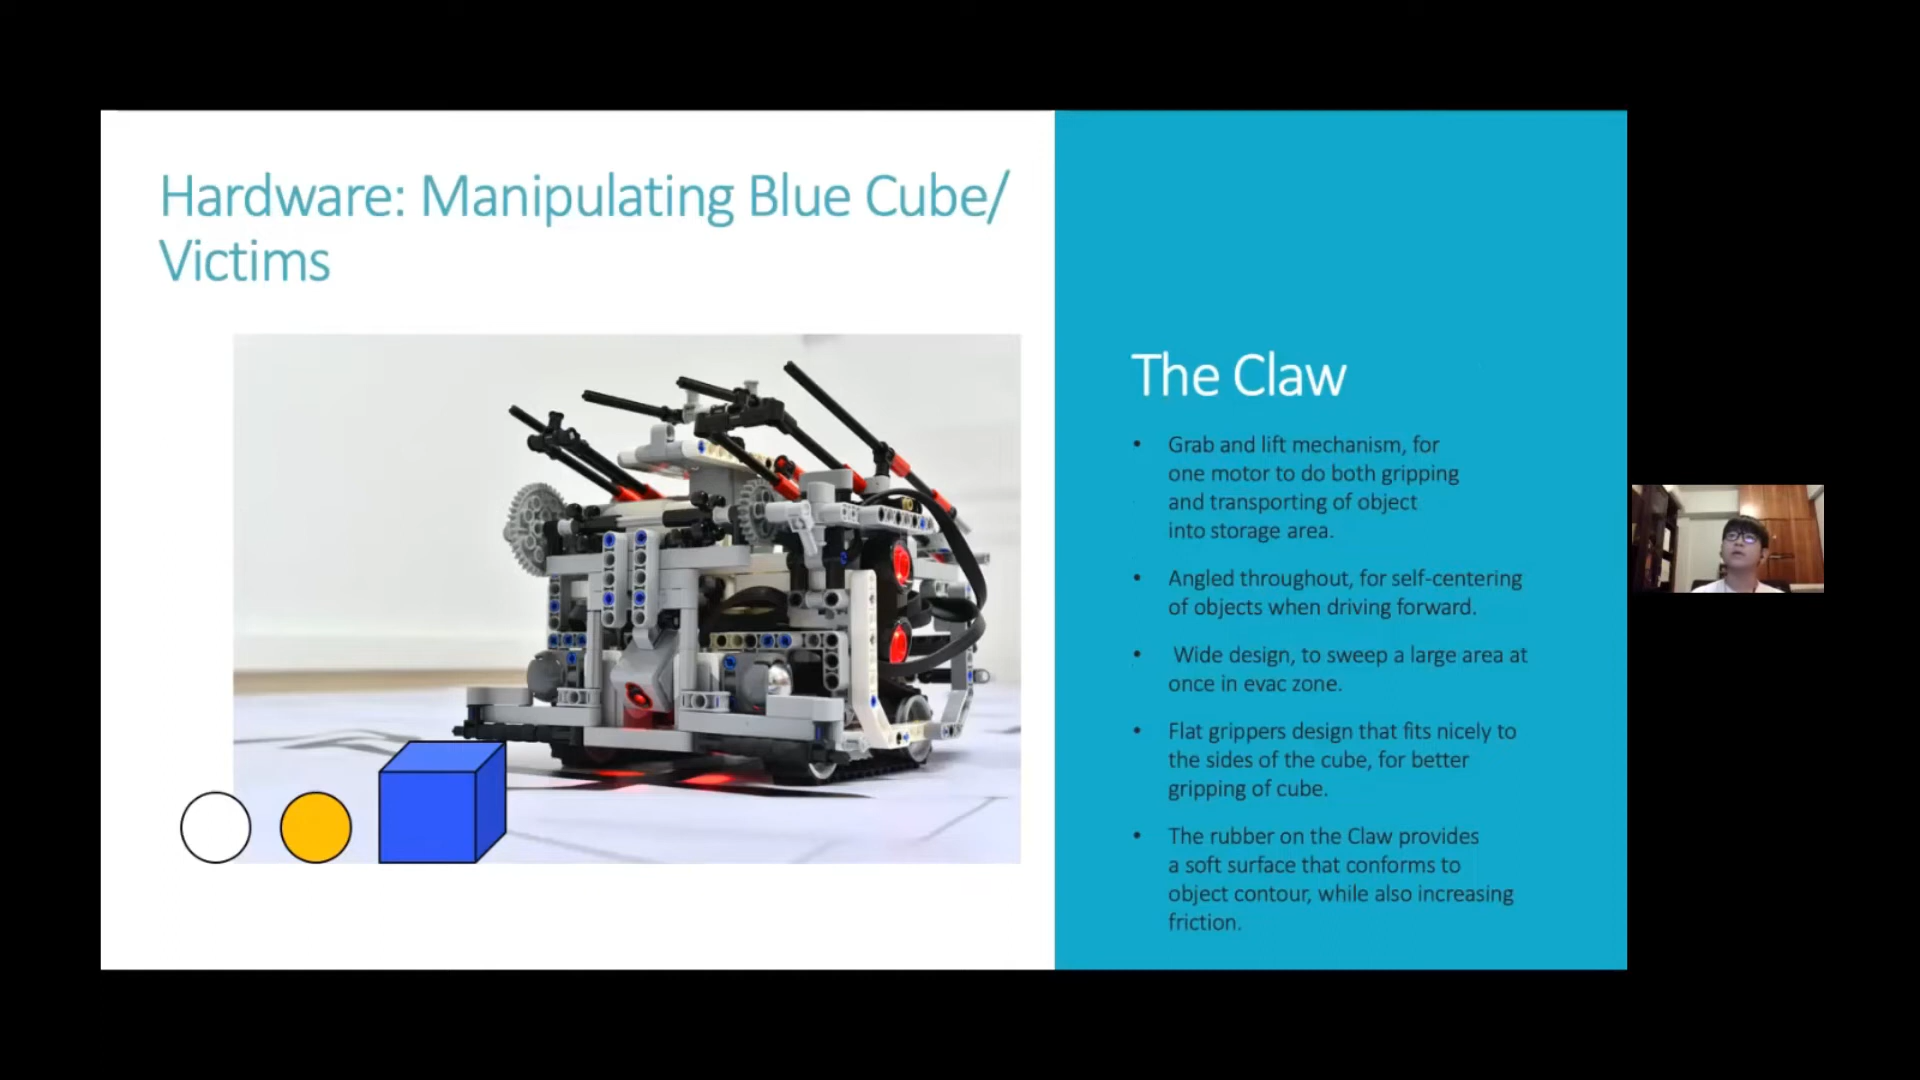 Hardware: Manipulating Blue Cube/
Victims
The Claw
• Grab and lift mechanism, for
one motor to do both gripping
and transporting of object
into storage area.
• Angled throughout, for self-centering
of objects when driving forward.
• Wide design, to sweep a large area at
once in evac zone.
• Flat grippers design that fits nicely to
the sides of the cube, for better
gripping of cube.
• The rubber on the Claw provides
a soft surface that conforms to
object contour, while also increasing
friction.